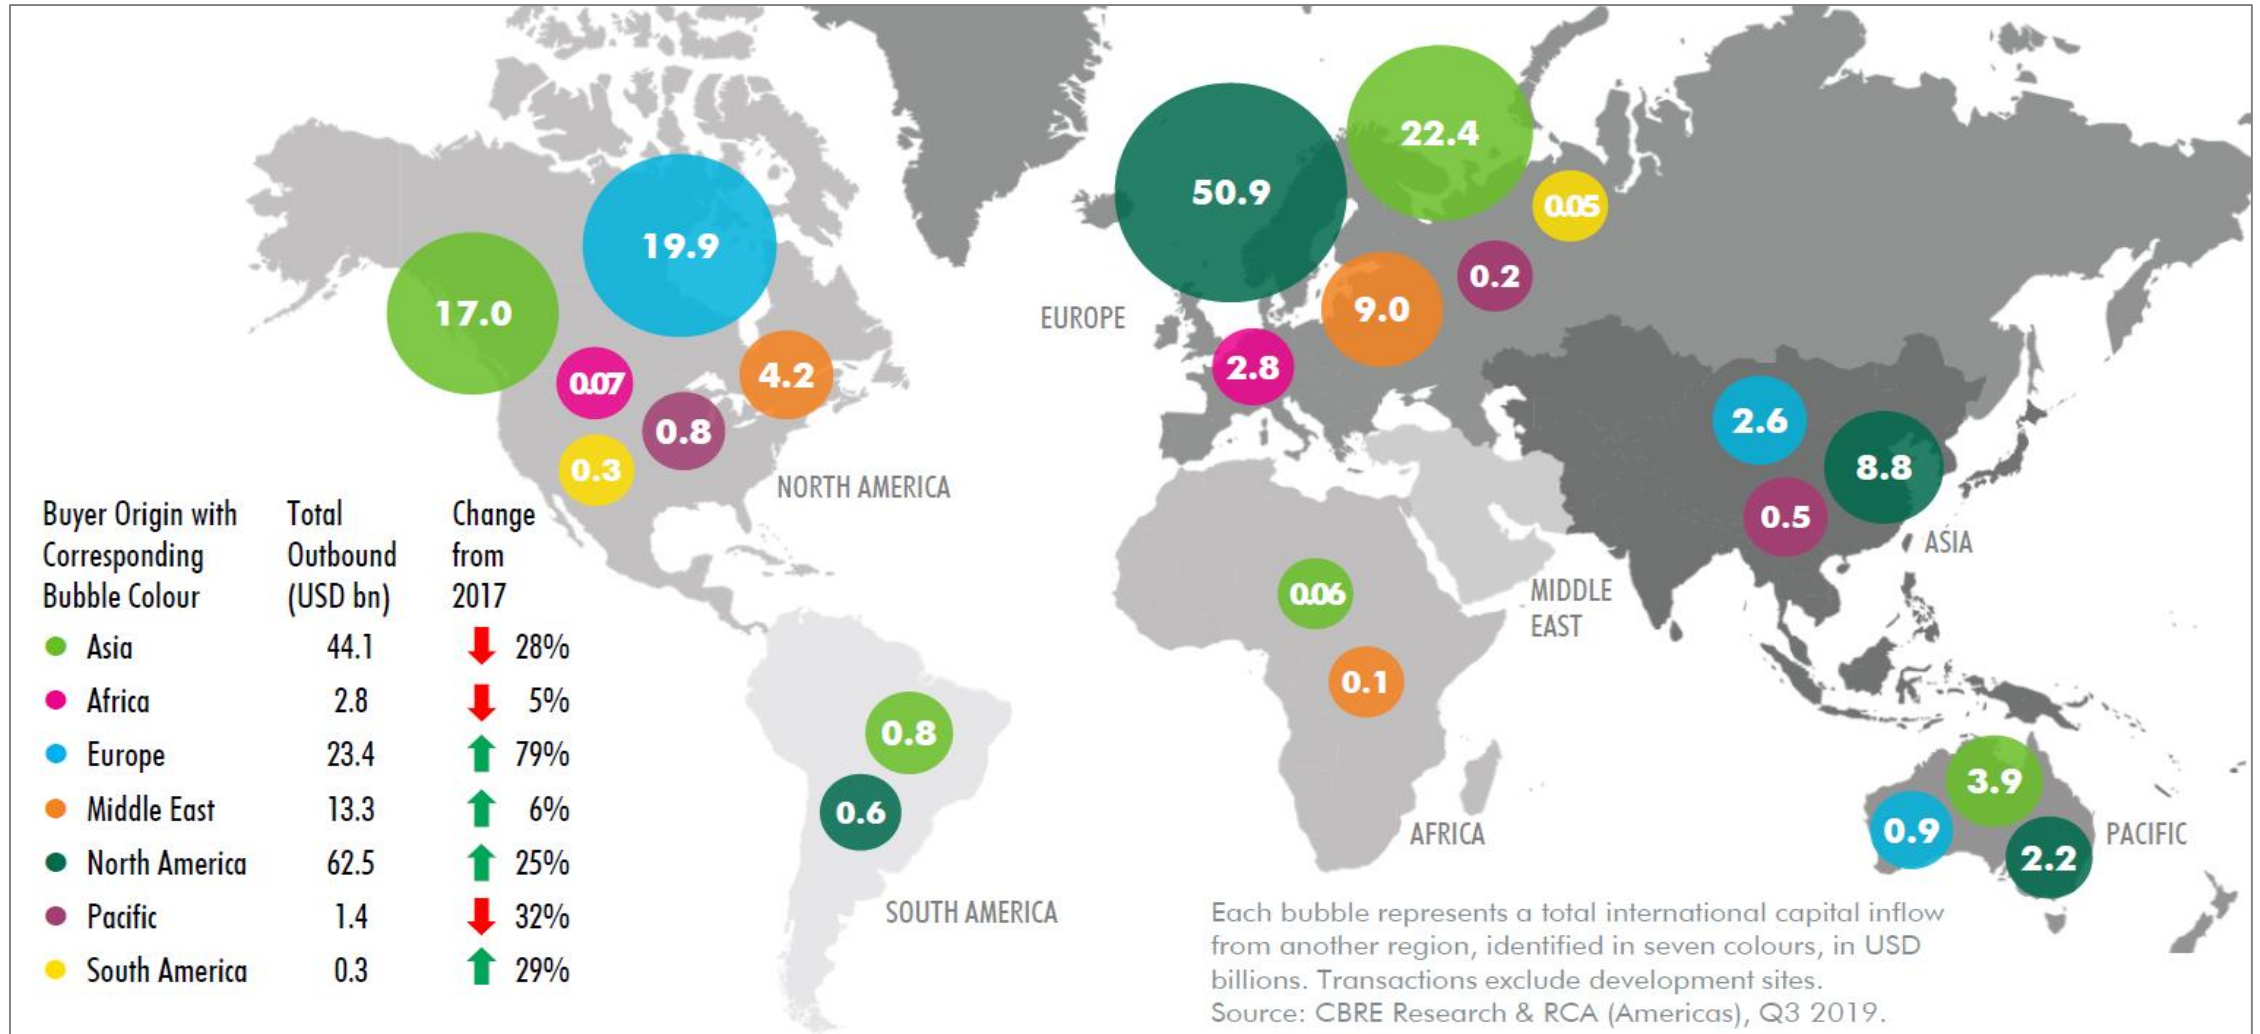 22.4
50.9
0.05
19.9
0.2
17.0
9.0
EUROPE
2.8
4.2
0.07
0.8
2.6
0.3
8.8
NORTH AMERICA
0.5
ASIA
Buyer Origin with Corresponding Bubble Colour
Total Outbound (USD bn)
Change from 2017
Asia 44.1 28%
Africa 2.8 5%
Europe 23.4 79%
Middle East 13.3 6%
North America 62.5 25%
Pacific 1.4 32%
South America 0.3 29%
0.06
MIDDLE
EAST
0.1
0.8
0.6
3.9
0.9
2.2
AFRICA
PACIFIC
SOUTH AMERICA
Each bubble represents a total international capital inflow
from another region, identified in seven colours, in USD
billions. Transactions exclude development sites.
Source: CBRE Research & RCA (Americas), Q3 2019.